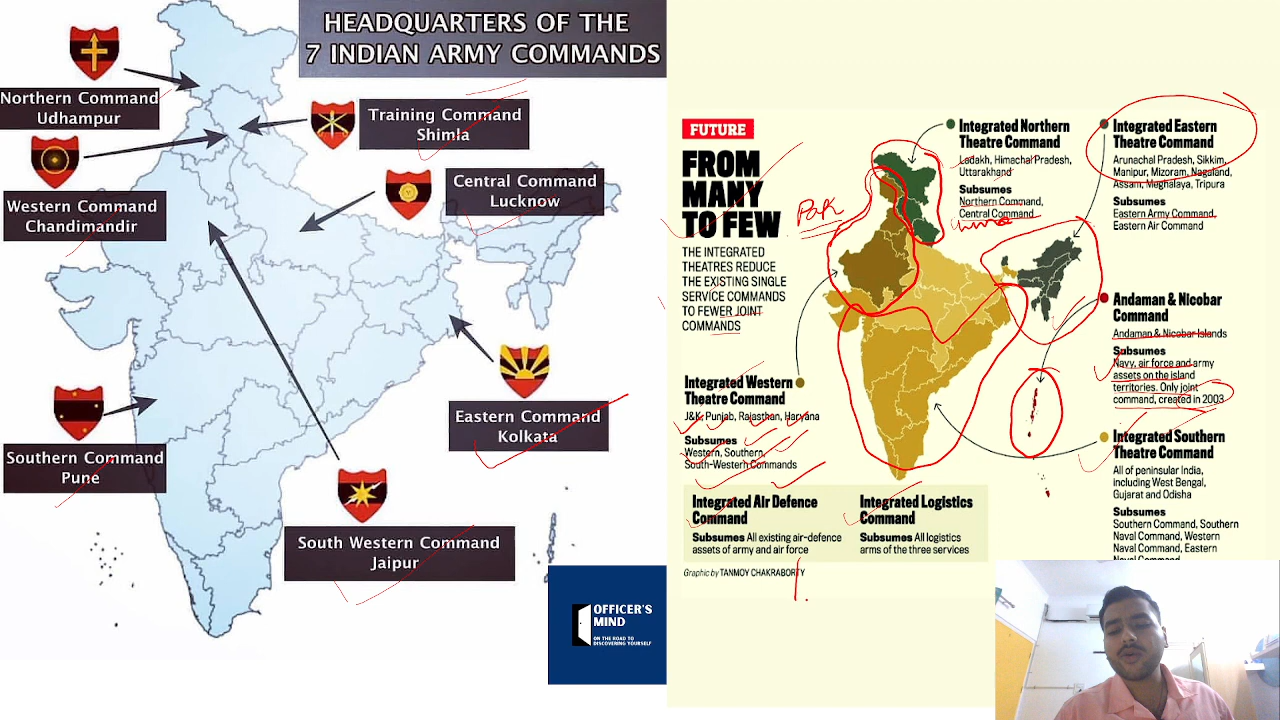 HEADQUARTERS OF THE
7 INDIAN ARMY COMMANDS
Northern Command
Udhampur
Training Command
Shimla
Western Command
Chandimandir
Central Command
Lucknow
Southern Command
Pune
Eastern Command
Kolkata
South Western Command
Jaipur
OFFICER'S
MIND
ON THE ROAD TO
DISCOVERING YOURSELF
FUTURE
FROM
MANY
TO FEW
THE INTEGRATED
THEATRES REDUCE
THE EXISTING SINGLE
SERVICE COMMANDS
TO FEWER JOINT
COMMANDS
Pak
Integrated Northern
Theatre Command
Ladakh, Himachal Pradesh,
Uttarakhand
Subsumes
Northern Command,
Central Command
Integrated Eastern
Theatre Command
Arunachal Pradesh, Sikkim,
Manipur, Mizoram, Nagaland,
Assam, Meghalaya, Tripura
Subsumes
Eastern Army Command,
Eastern Air Command
Andaman & Nicobar
Command
Andaman & Nicobar Islands
Subsumes
Navy, air force and army
assets on the island
territories. Only joint
command, created in 2003
Integrated Western
Theatre Command
J&K, Punjab, Rajasthan, Haryana
Subsumes
Western, Southern,
South-Western Commands
Integrated Southern
Theatre Command
All of peninsular India,
including West Bengal,
Gujarat and Odisha
Subsumes
Southern Command, Southern
Naval Command, Western
Naval Command, Eastern
Naval Command
Integrated Air Defence
Command
Subsumes All existing air-defence
assets of army and air force
Integrated Logistics
Command
Subsumes All logistics
arms of the three services
Graphic by TANMOY CHAKRABORTY